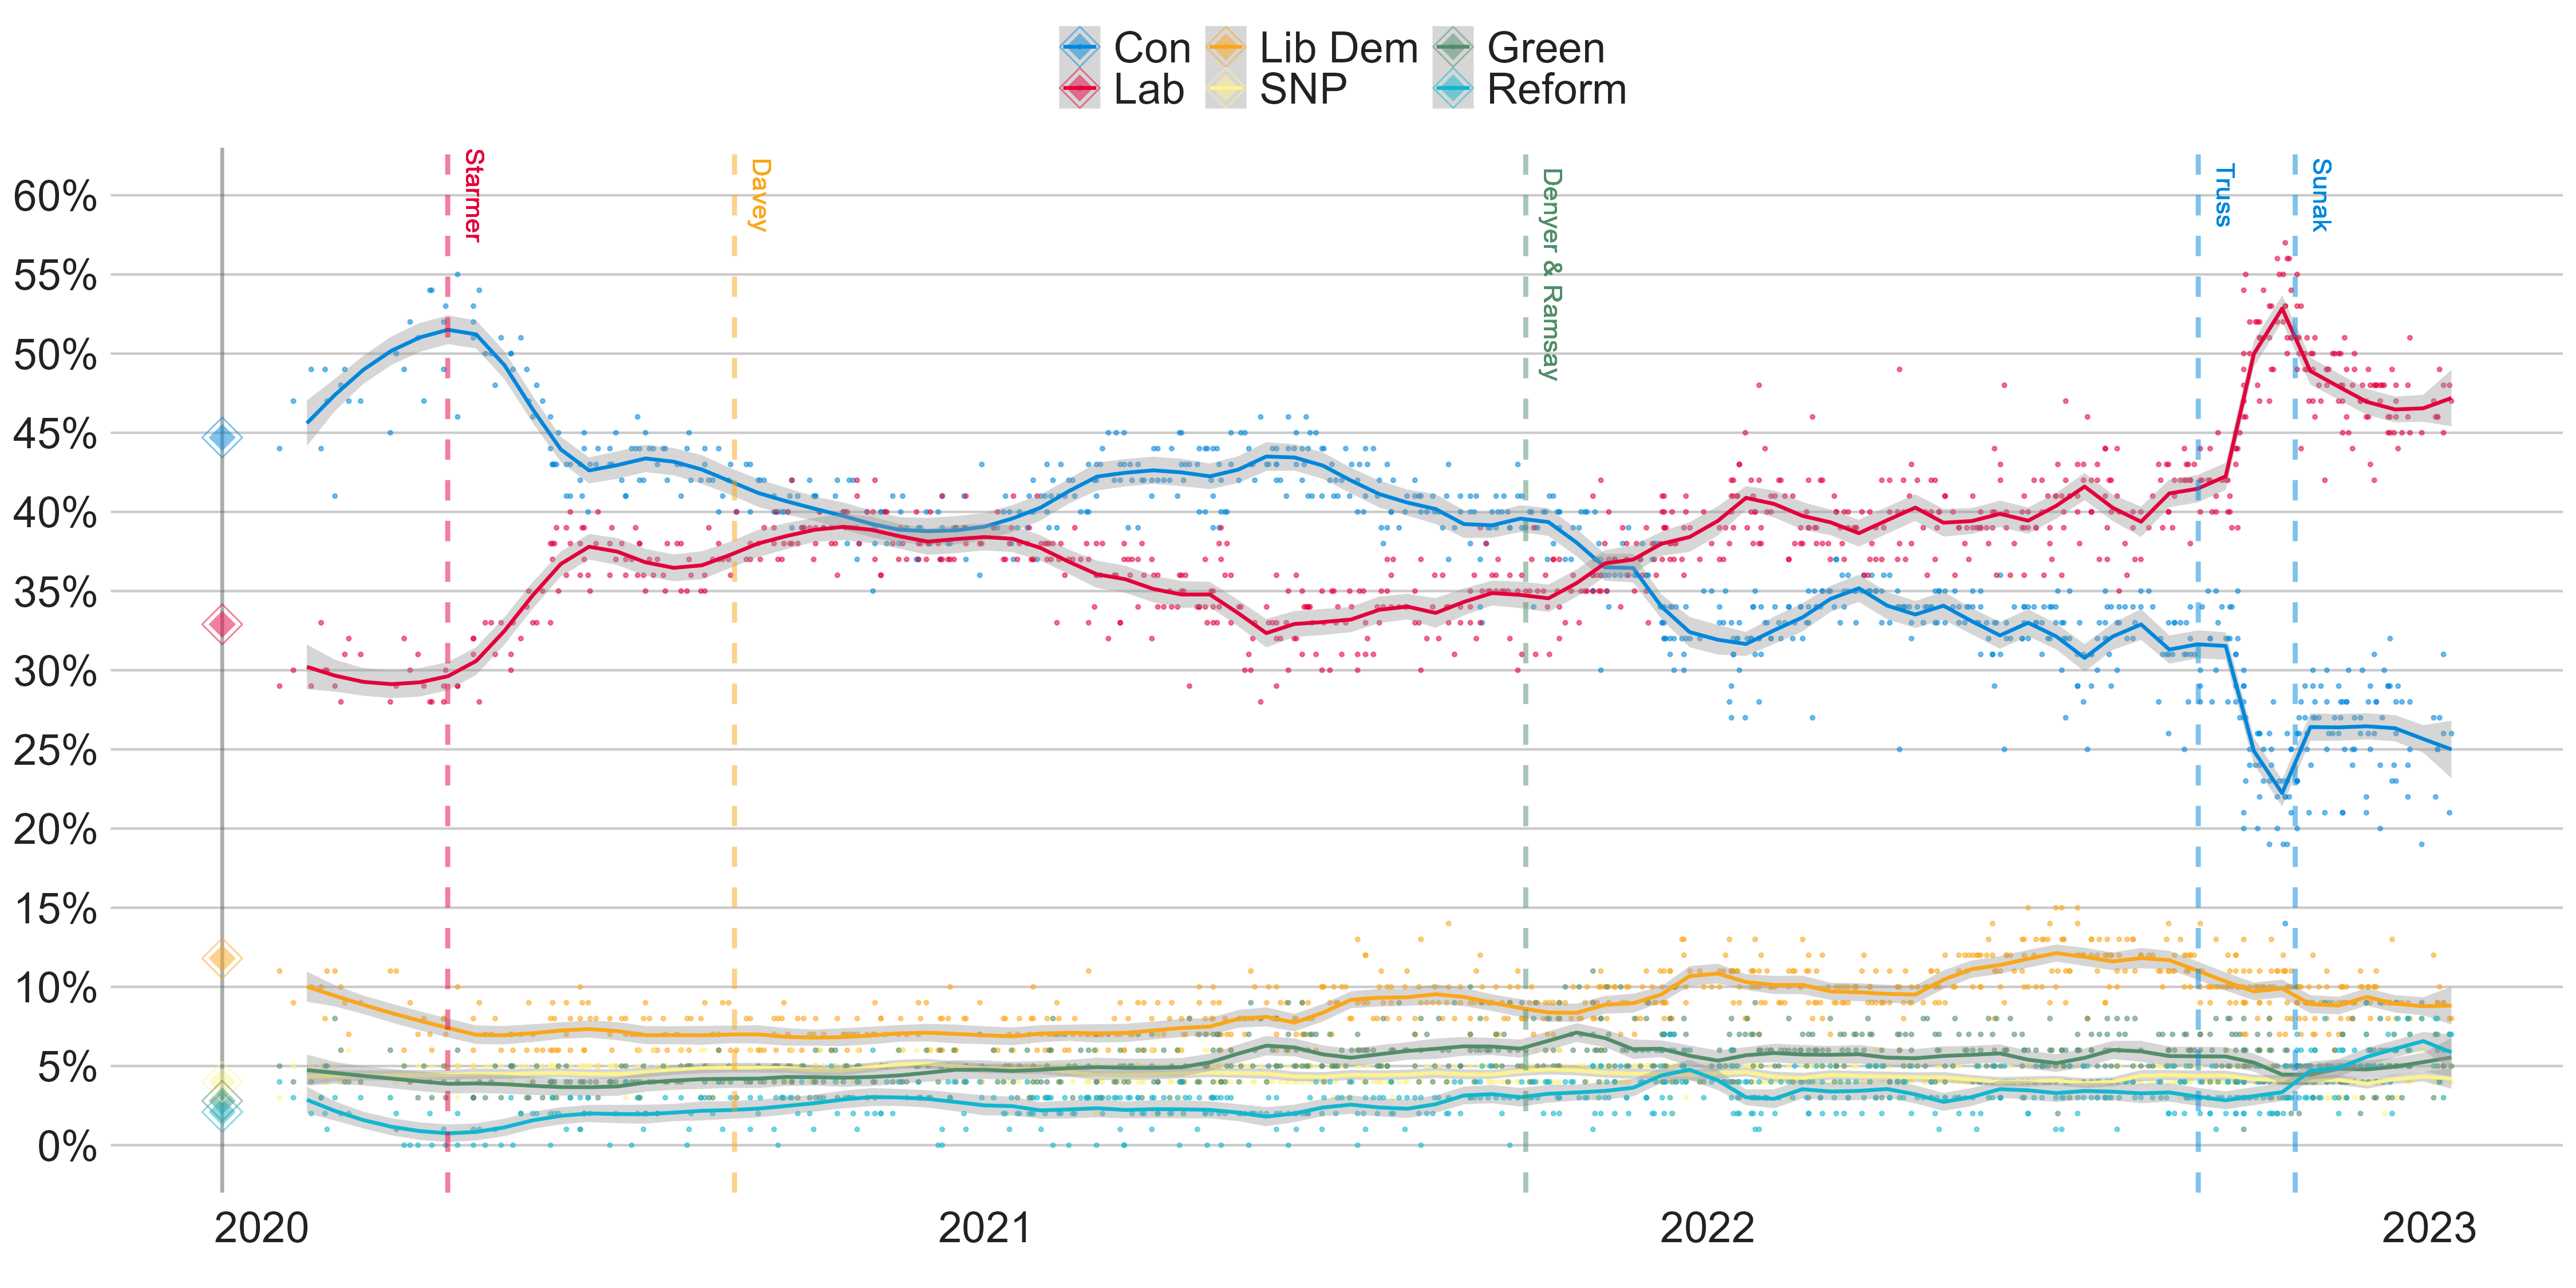 Con Lib Dem Green
Lab SNP Reform
Starmer
Davey
Denyer & Ramsay
Truss
Sunak
60%
55%
50%
45%
40%
35%
30%
25%
20%
15%
10%
5%
0%
2020 2021 2022 2023